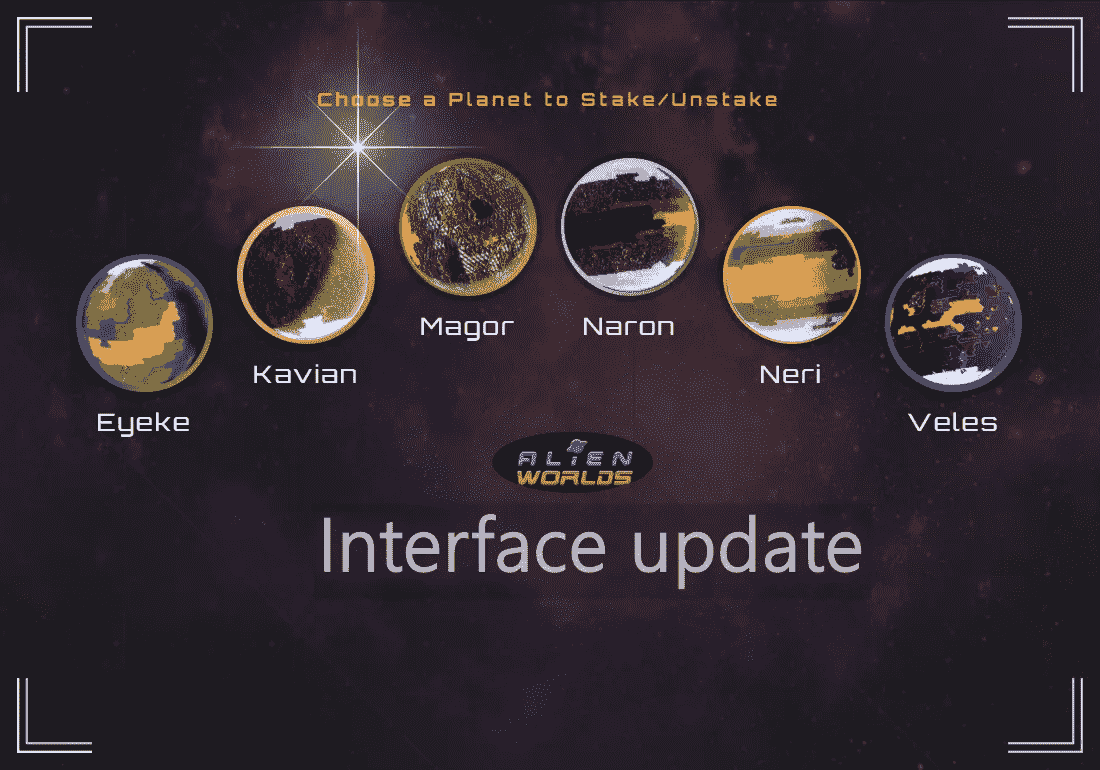 Choose a Planet to Stake/Unstake
Magor
Naron
Kavian
Neri
Eyeke
Veles
ALIEN
WORLDS
Interface update